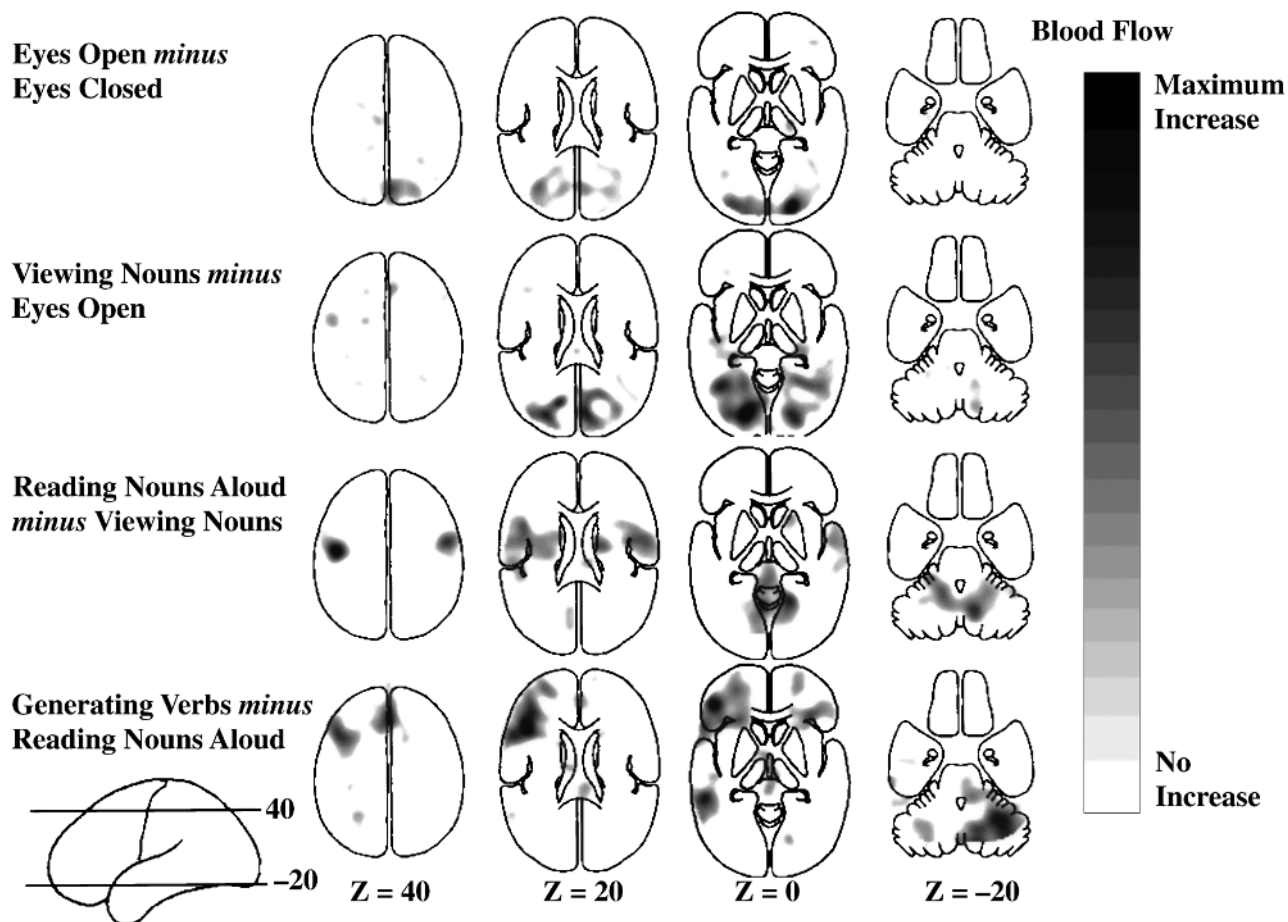 Eyes Open minus
Eyes Closed
Blood Flow
Maximum
Increase
Viewing Nouns minus
Eyes Open
Reading Nouns Aloud
minus Viewing Nouns
Generating Verbs minus
Reading Nouns Aloud
No
Increase
40
–20
Z = 40
Z = 20
Z = 0
Z = –20